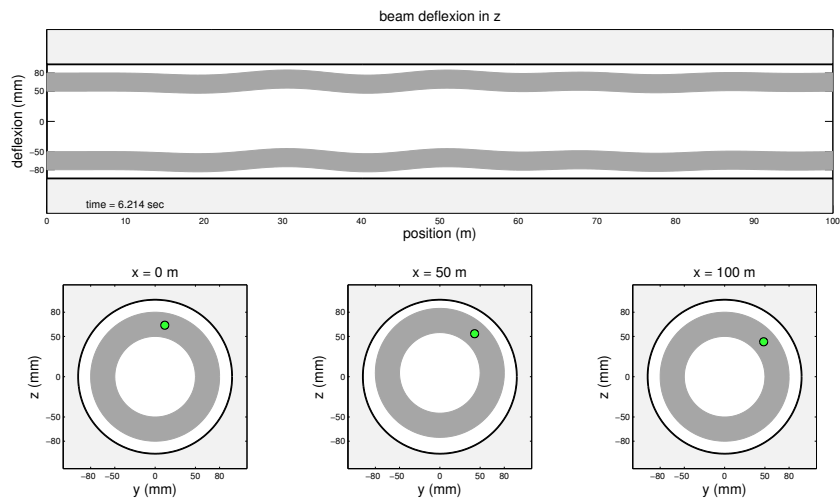 beam deflexion in z
80
50
0
−50
−80
deflexion (mm)
time = 6.214 sec
0 10 20 30 40 50 60 70 80 90 100
position (m)
x = 0 m
80
50
0
−50
−80
z (mm)
−80 −50 0 50 80
y (mm)
x = 50 m
80
50
0
−50
−80
z (mm)
−80 −50 0 50 80
y (mm)
x = 100 m
80
50
0
−50
−80
z (mm)
−80 −50 0 50 80
y (mm)